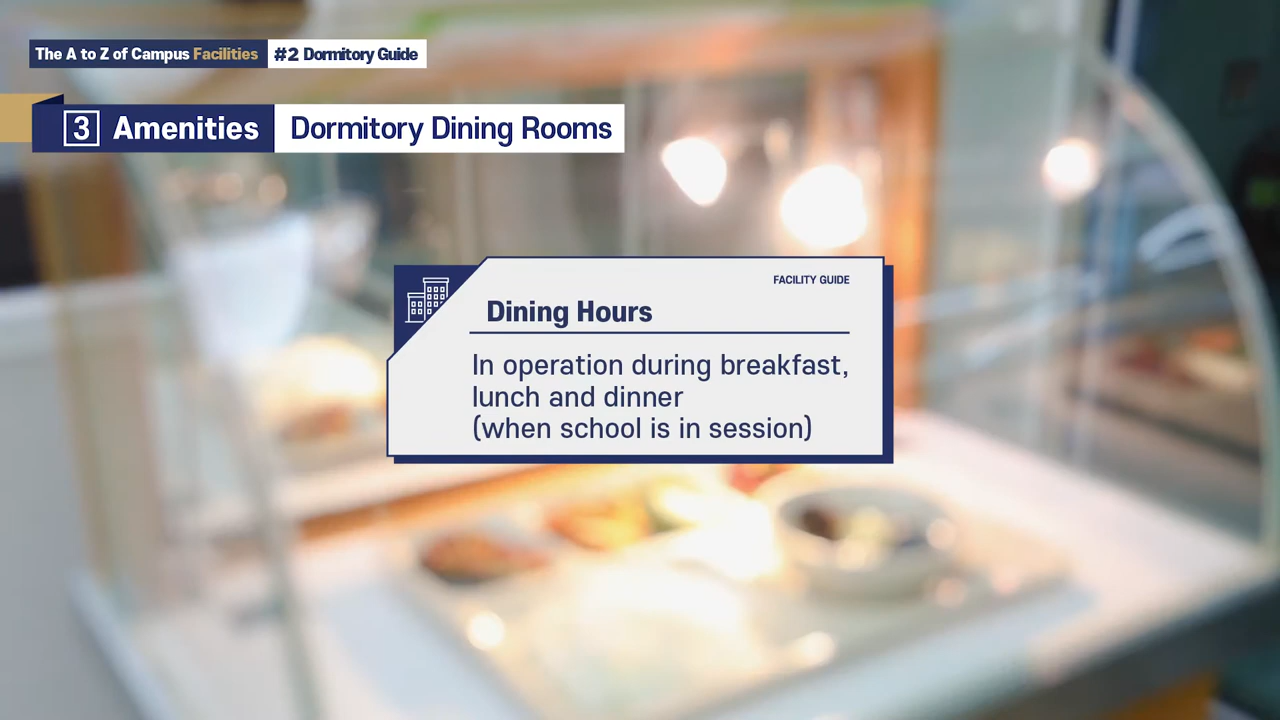 The A to Z of Campus Facilities #2 Dormitory Guide
3 Amenities Dormitory Dining Rooms
FACILITY GUIDE
Dining Hours
In operation during breakfast,
lunch and dinner
(when school is in session)